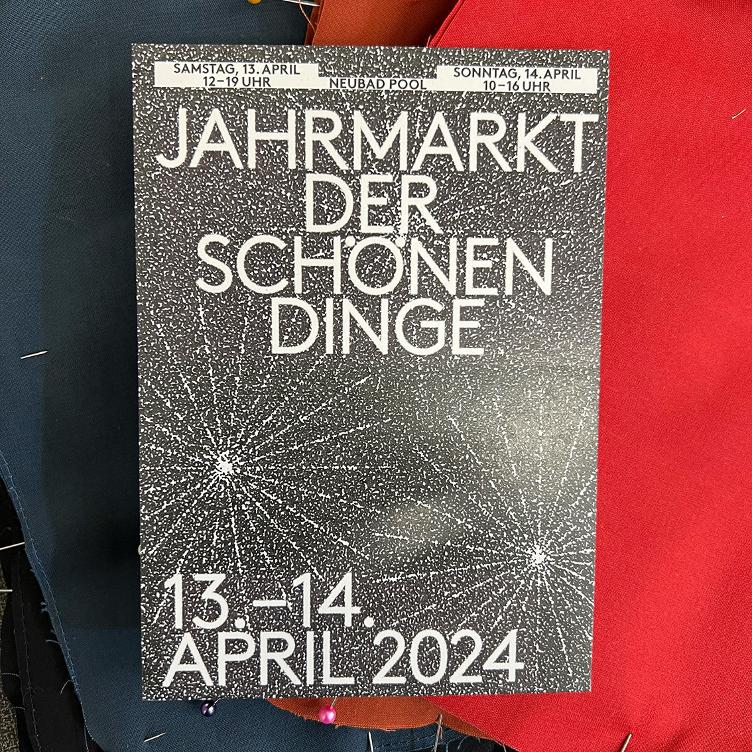 SAMSTAG, 13. APRIL
12–19 UHR
NEUBAD POOL
SONNTAG, 14. APRIL
10–16 UHR
JAHRMARKT
DER
SCHÖNEN
DINGE
13.–14.
APRIL 2024